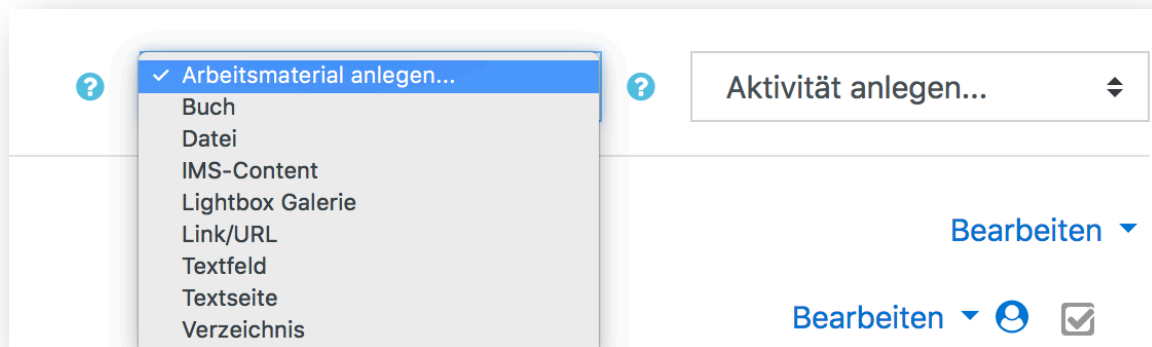 Arbeitsmaterial anlegen...
Aktivität anlegen...
Buch
Datei
IMS-Content
Lightbox Galerie
Link/URL
Textfeld
Textseite
Verzeichnis
Bearbeiten
Bearbeiten